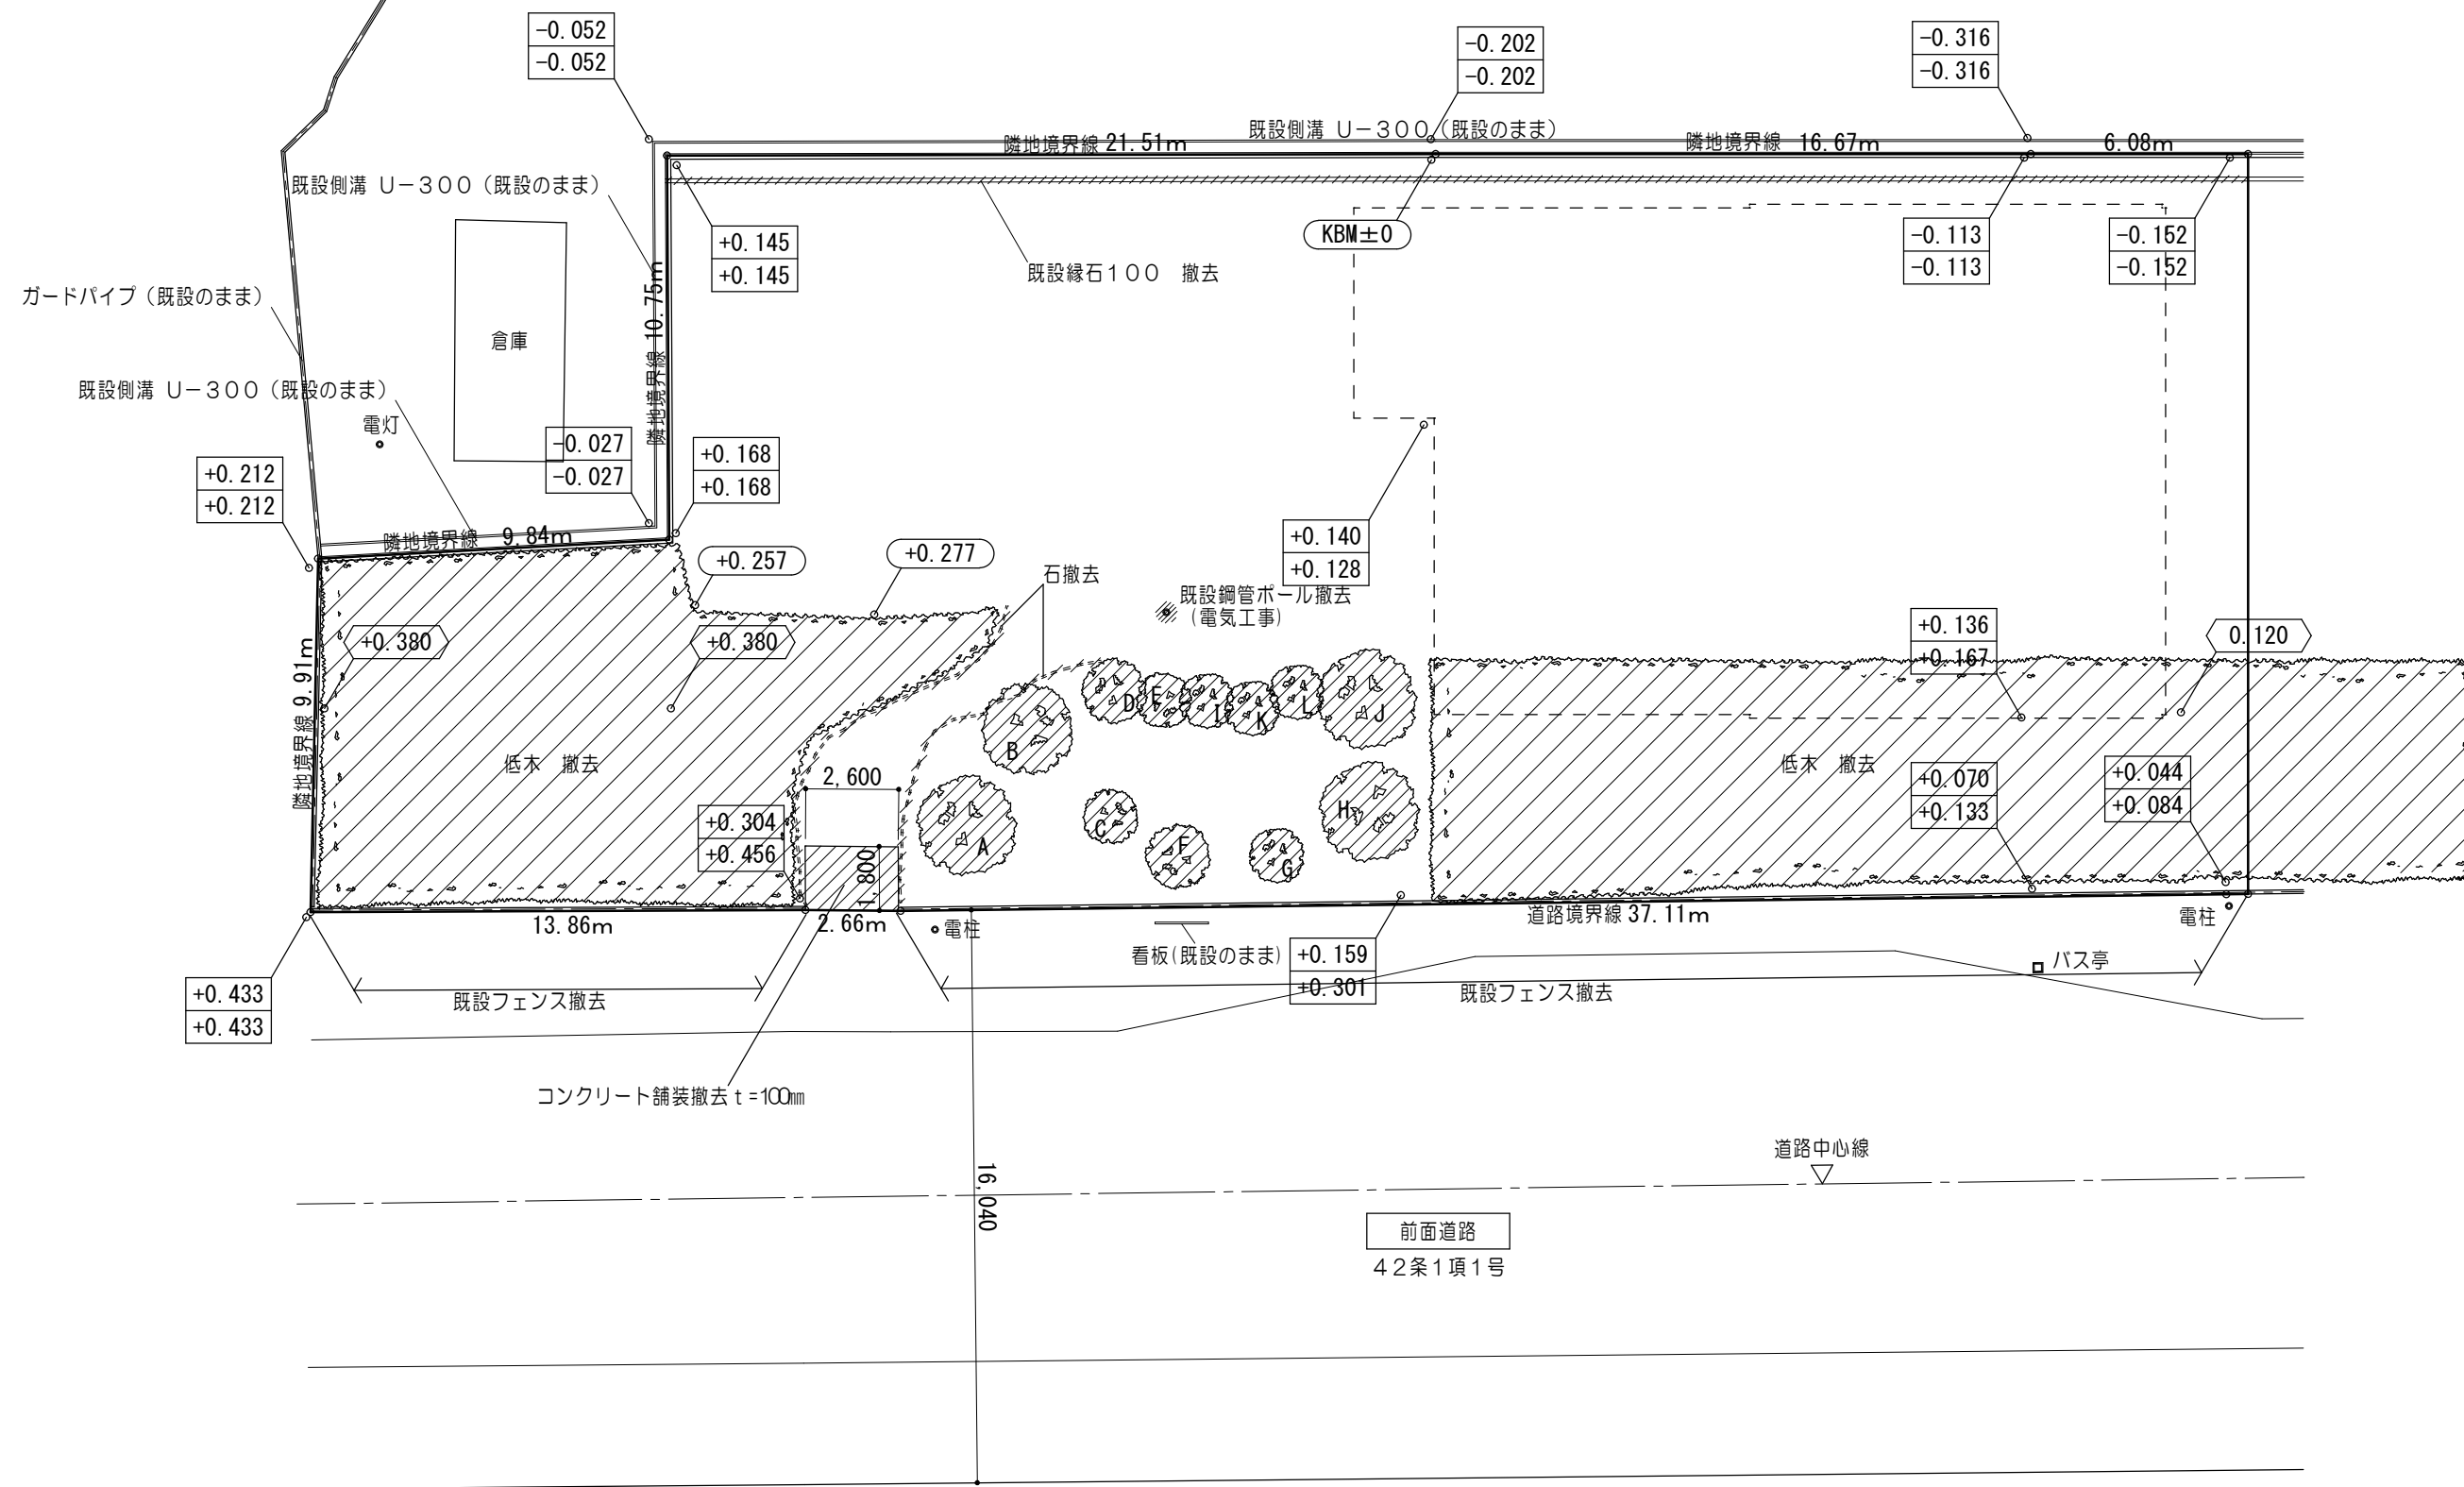 -0.052
-0.052
-0.202
-0.202
-0.316
-0.316
既設側溝 U-300（既設のまま）
隣地境界線 21.51m
隣地境界線 16.67m
6.08m
既設側溝 U-300（既設のまま）
+0.145
+0.145
KBM±0
-0.113
-0.113
-0.152
-0.152
既設縁石100　撤去
ガードパイプ（既設のまま）
倉庫
隣地境界線 10.75m
既設側溝 U-300（既設のまま）
電灯
-0.027
-0.027
+0.168
+0.168
+0.212
+0.212
隣地境界線 9.84m
+0.257
+0.277
石撤去
+0.140
+0.128
既設鋼管ポール撤去
(電気工事)
+0.380
+0.380
+0.136
+0.167
0.120
隣地境界線 9.91m
低木　撤去
低木　撤去
D
E
I
K
L
J
B
2,600
+0.304
+0.456
1,800
A
C
F
G
H
+0.070
+0.133
+0.044
+0.084
13.86m
2.66m
電柱
道路境界線 37.11m
電柱
看板(既設のまま)
+0.159
+0.301
バス亭
+0.433
+0.433
既設フェンス撤去
既設フェンス撤去
コンクリート舗装撤去 t=100mm
16,040
道路中心線
前面道路
42条1項1号